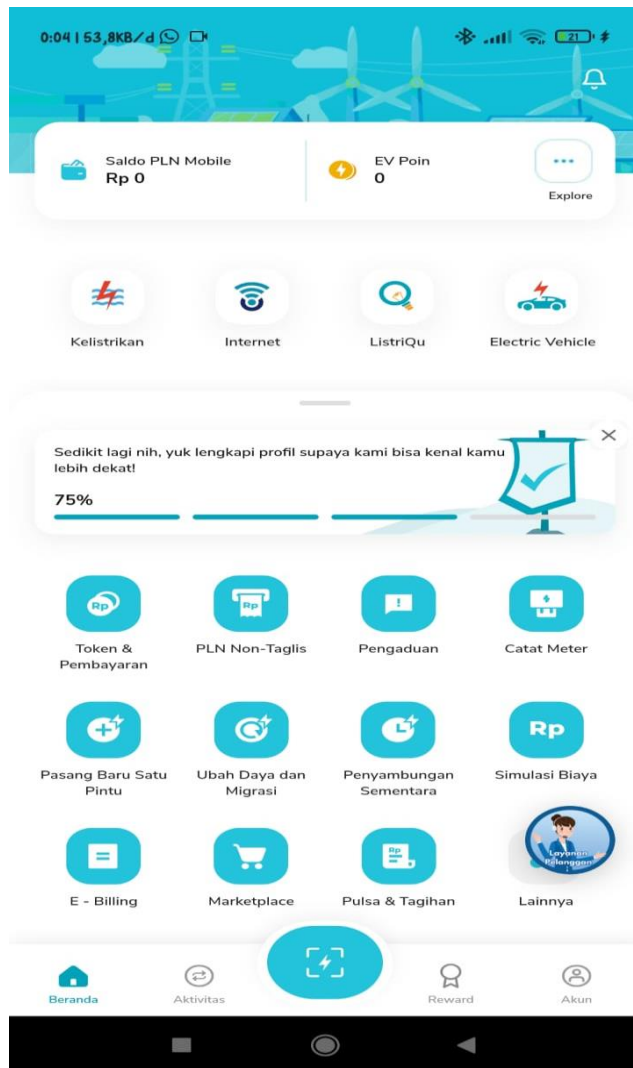 0:04 | 53,8KB/d
21
Saldo PLN Mobile
Rp 0
EV Poin
0
Explore
Kelistrikan
Internet
ListriQu
Electric Vehicle
Sedikit lagi nih, yuk lengkapi profil supaya kami bisa kenal kamu
lebih dekat!
75%
Rp
Rp
Token &
Pembayaran
PLN Non-Taglis
Pengaduan
Catat Meter
Rp
Pasang Baru Satu
Pintu
Ubah Daya dan
Migrasi
Penyambungan
Sementara
Simulasi Biaya
Rp
Layanan
Pelanggan
E - Billing
Marketplace
Pulsa & Tagihan
Lainnya
Beranda
Aktivitas
Reward
Akun